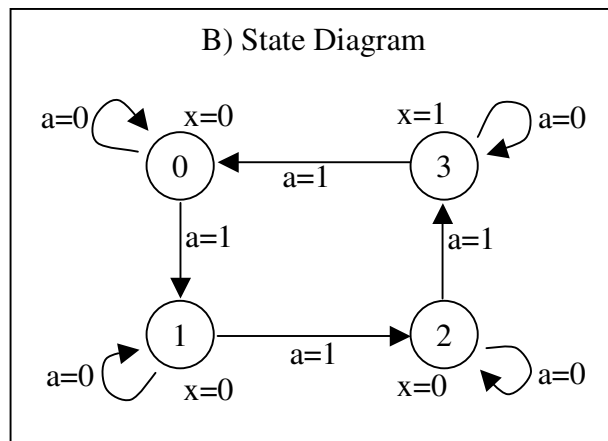 B) State Diagram
a=0 x=0 x=1 a=0
0 3
a=1
a=1 a=1
1 2
a=0 a=1 a=0
x=0 x=0